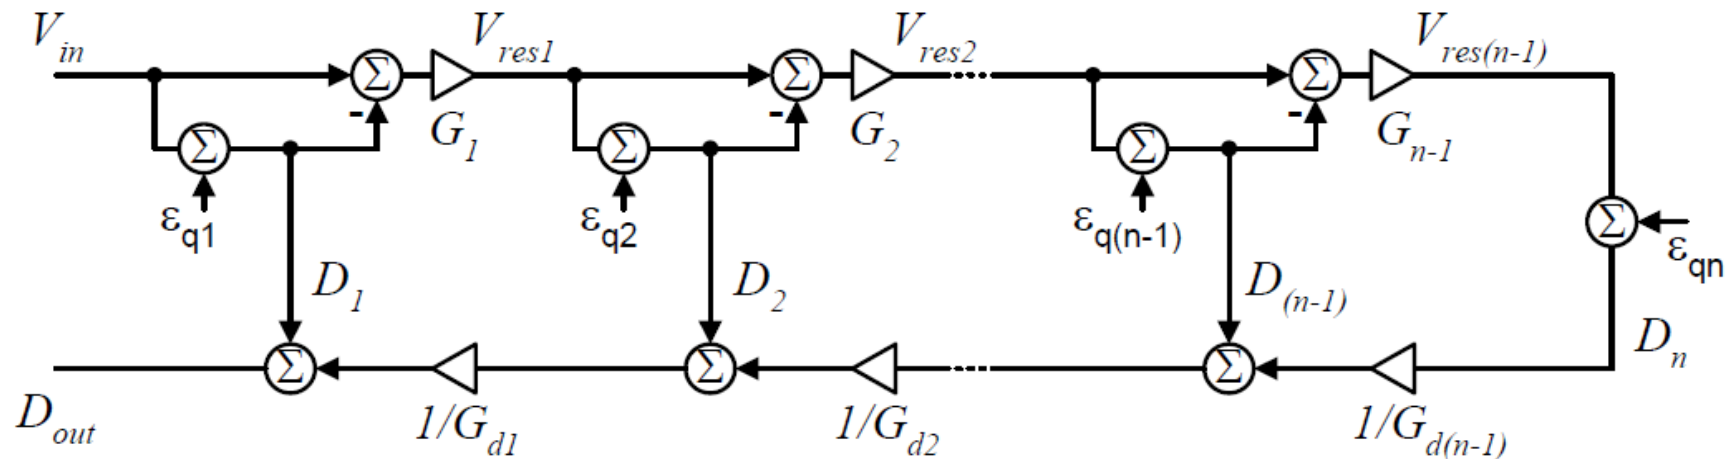 V_in Σ V_res1 Σ V_res2 Σ V_res(n-1)
- G_1 - G_2 - G_n-1
Σ Σ Σ
ε_q1 ε_q2 ε_q(n-1) Σ ε_qn
D_1 D_2 D_(n-1) D_n
Σ Σ Σ
D_out 1/G_d1 1/G_d2 1/G_d(n-1)